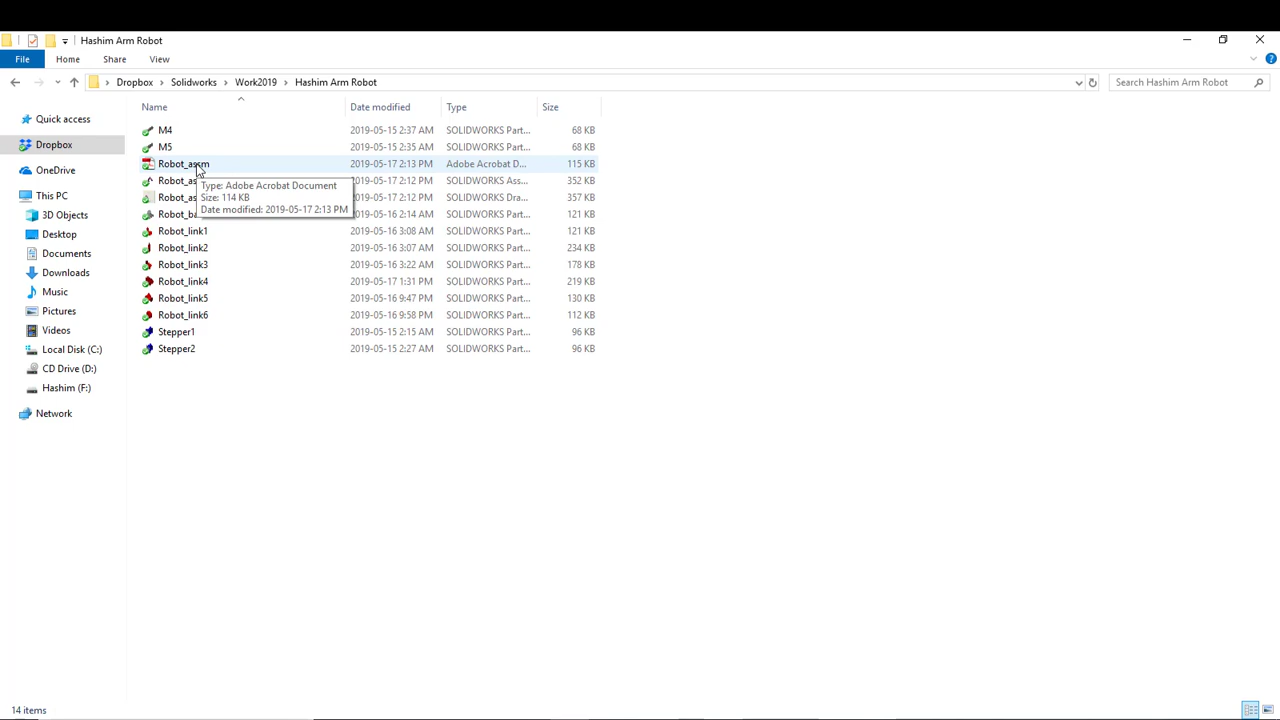 Hashim Arm Robot
File Home Share View
Dropbox Solidworks Work2019 Hashim Arm Robot Search Hashim Arm Robot
Name Date modified Type Size
Quick access
Dropbox
OneDrive
This PC
3D Objects
Desktop
Documents
Downloads
Music
Pictures
Videos
Local Disk (C:)
CD Drive (D:)
Hashim (F:)
Network
M4 2019-05-15 2:37 AM SOLIDWORKS Part... 68 KB
M5 2019-05-15 2:35 AM SOLIDWORKS Part... 68 KB
Robot_assm 2019-05-17 2:13 PM Adobe Acrobat D... 115 KB
Robot_as 2019-05-17 2:12 PM SOLIDWORKS Ass... 352 KB
Robot_as 2019-05-17 2:12 PM SOLIDWORKS Dra... 357 KB
Robot_ba 2019-05-16 2:14 AM SOLIDWORKS Part... 121 KB
Robot_link1 2019-05-16 3:08 AM SOLIDWORKS Part... 121 KB
Robot_link2 2019-05-16 3:07 AM SOLIDWORKS Part... 234 KB
Robot_link3 2019-05-16 3:22 AM SOLIDWORKS Part... 178 KB
Robot_link4 2019-05-17 1:31 PM SOLIDWORKS Part... 219 KB
Robot_link5 2019-05-16 9:47 PM SOLIDWORKS Part... 130 KB
Robot_link6 2019-05-16 9:58 PM SOLIDWORKS Part... 112 KB
Stepper1 2019-05-15 2:15 AM SOLIDWORKS Part... 96 KB
Stepper2 2019-05-15 2:27 AM SOLIDWORKS Part... 96 KB
Type: Adobe Acrobat Document
Size: 114 KB
Date modified: 2019-05-17 2:13 PM
14 items